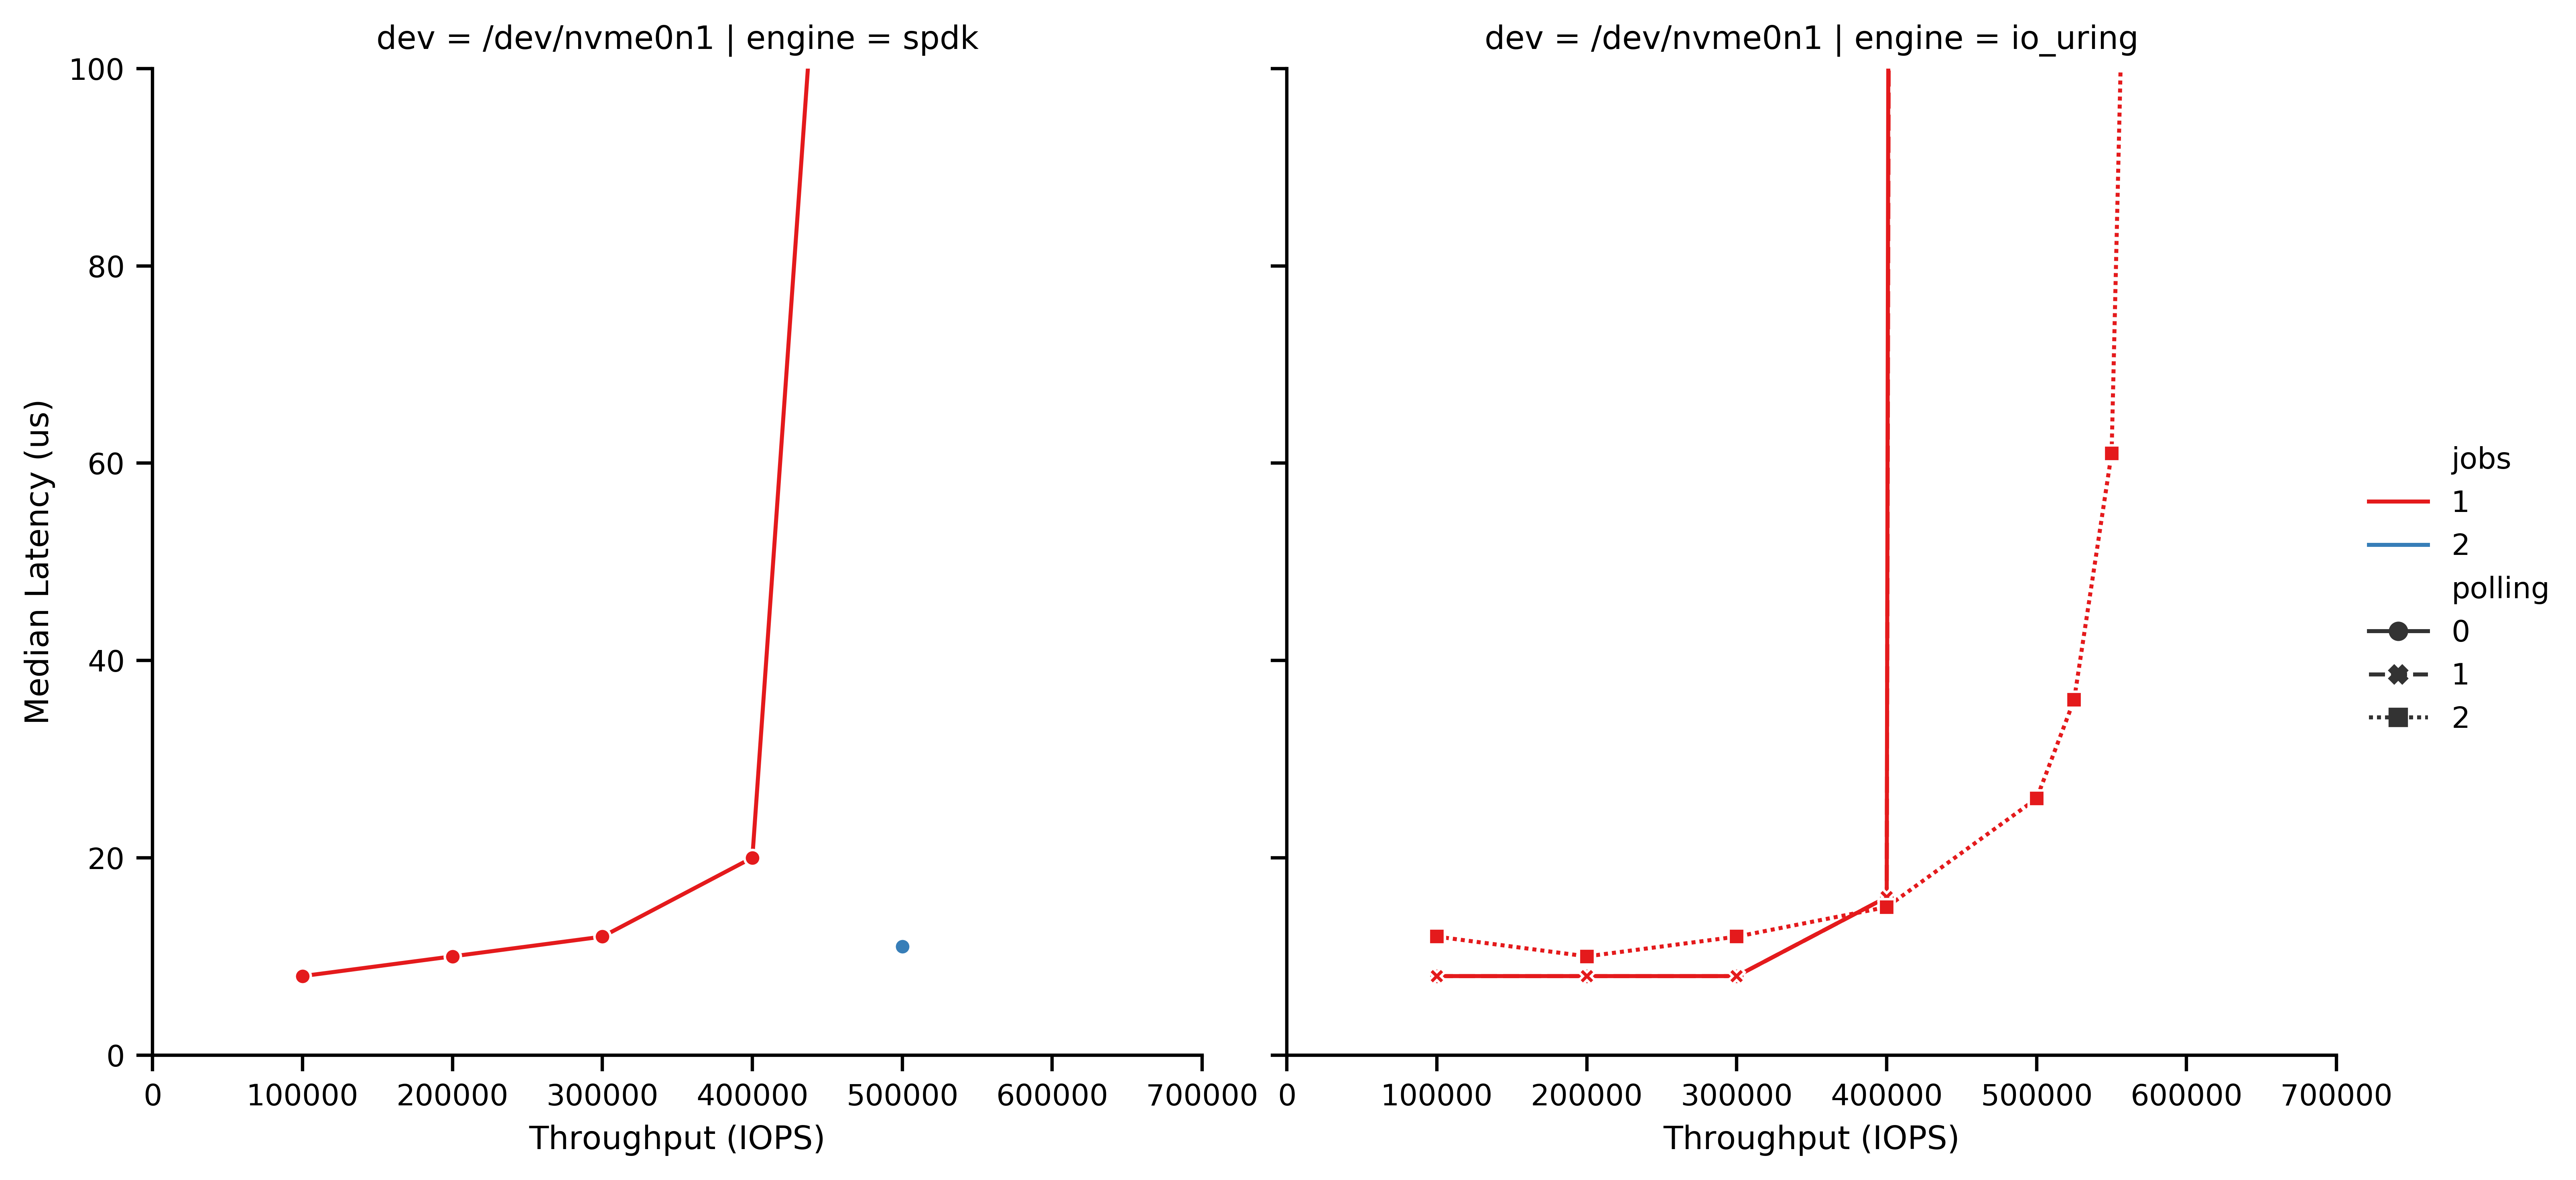 dev = /dev/nvme0n1 | engine = spdk
dev = /dev/nvme0n1 | engine = io_uring
100
80
60
40
20
0
Median Latency (us)
0 100000 200000 300000 400000 500000 600000 700000
Throughput (IOPS)
0 100000 200000 300000 400000 500000 600000 700000
Throughput (IOPS)
jobs
1
2
polling
0
1
2